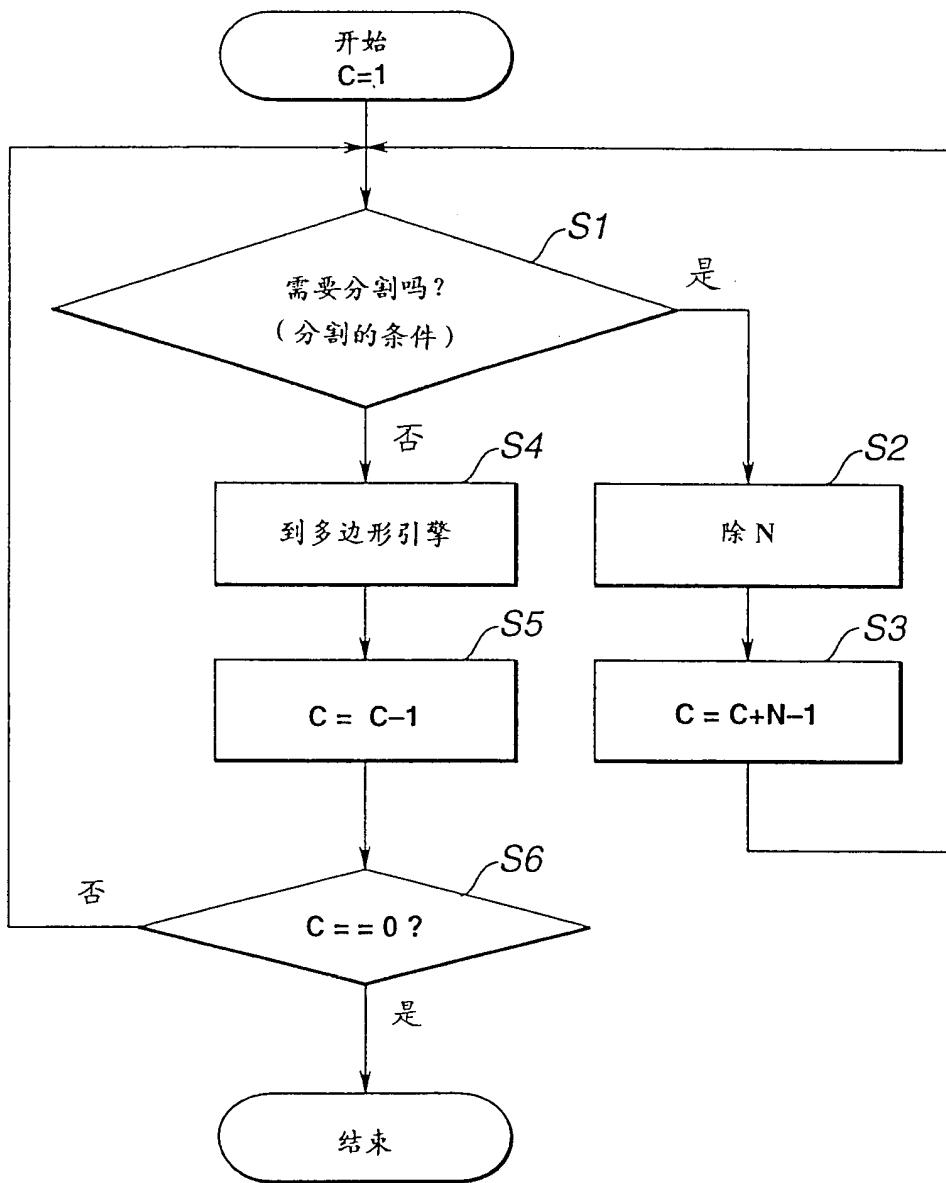 开始
C=1
S1
需要分割吗？
（分割的条件）
是
否
S4
到多边形引擎
S2
除 N
S5
C = C–1
S3
C = C+N–1
S6
C = = 0 ?
否
是
结束